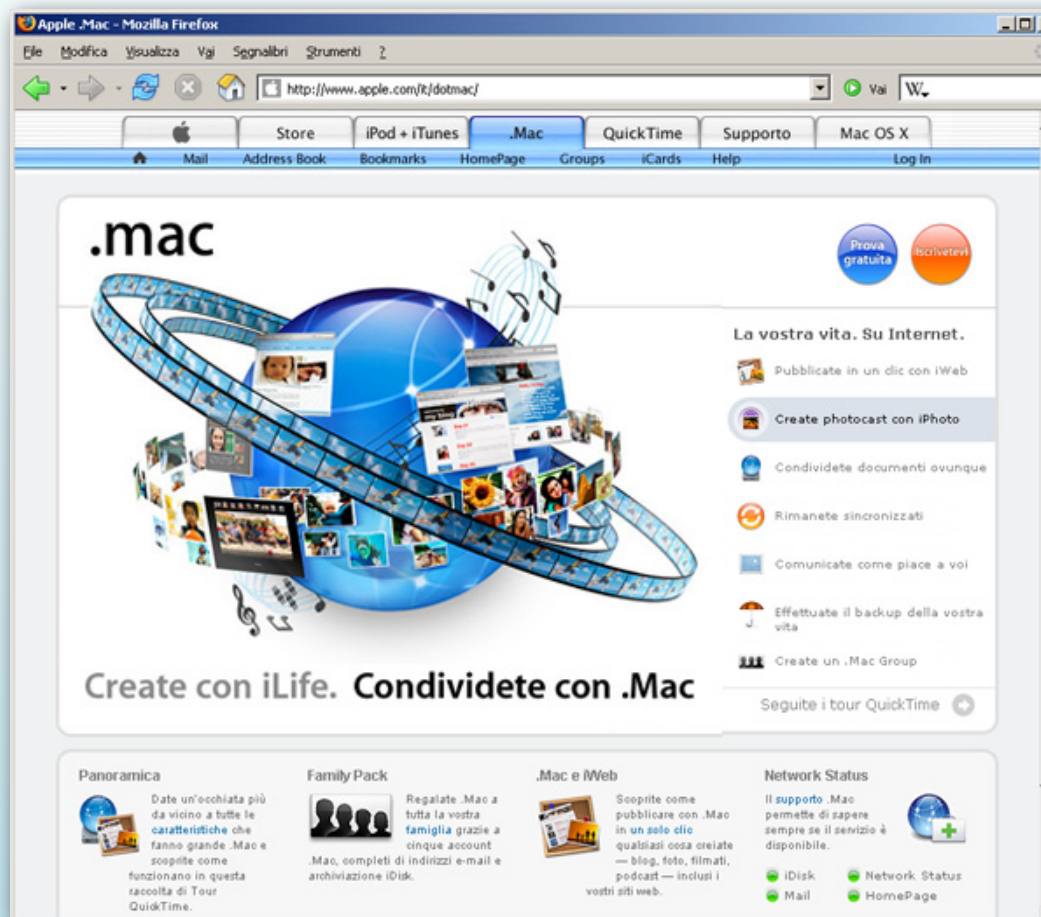 Apple .Mac - Mozilla Firefox
File Modifica Visualizza Vai Segnalibri Strumenti ?
http://www.apple.com/it/dotmac/ Vai W.
Store iPod + iTunes .Mac QuickTime Supporto Mac OS X
Mail Address Book Bookmarks HomePage Groups iCards Help Log In
.mac
Prova
gratuita
Iscrivetevi
my blog
La vostra vita. Su Internet.
Pubblicate in un clic con iWeb
Create photocast con iPhoto
Condividete documenti ovunque
Rimanete sincronizzati
Comunicate come piace a voi
Effettuate il backup della vostra
vita
Create un .Mac Group
Seguite i tour QuickTime
Create con iLife. Condividete con .Mac
Panoramica
Date un'occhiata più
da vicino a tutte le
caratteristiche che
fanno grande .Mac e
scoprite come
funzionano in questa
raccolta di Tour
QuickTime.
Family Pack
Regalate .Mac a
tutta la vostra
famiglia grazie a
cinque account
.Mac, completi di indirizzi e-mail e
archiviazione iDisk.
.Mac e iWeb
Scoprite come
pubblicare con .Mac
in un solo clic
qualsiasi cosa creiate
— blog, foto, filmati,
podcast — inclusi i
vostri siti web.
Network Status
Il supporto .Mac
permette di sapere
sempre se il servizio è
disponibile.
iDisk Network Status
Mail HomePage